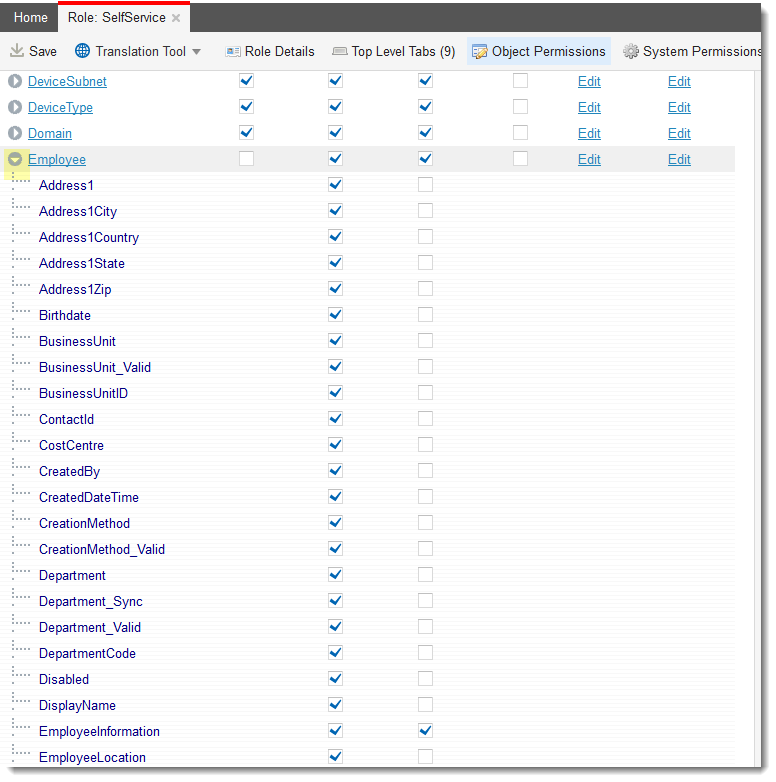 Home Role: SelfService
Save Translation Tool Role Details Top Level Tabs (9) Object Permissions System Permissions
DeviceSubnet Edit Edit
DeviceType Edit Edit
Domain Edit Edit
Employee Edit Edit
Address1
Address1City
Address1Country
Address1State
Address1Zip
Birthdate
BusinessUnit
BusinessUnit_Valid
BusinessUnitID
ContactId
CostCentre
CreatedBy
CreatedDateTime
CreationMethod
CreationMethod_Valid
Department
Department_Sync
Department_Valid
DepartmentCode
Disabled
DisplayName
EmployeeInformation
EmployeeLocation